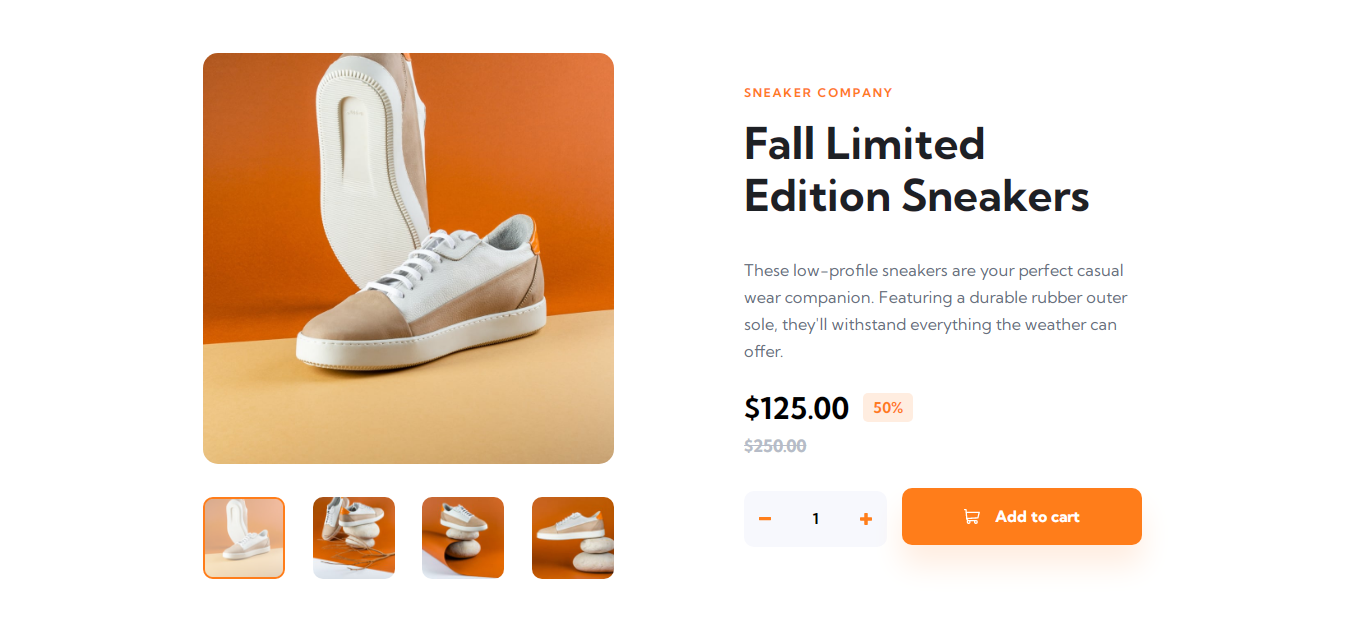 SNEAKER COMPANY
Fall Limited
Edition Sneakers
These low-profile sneakers are your perfect casual
wear companion. Featuring a durable rubber outer
sole, they'll withstand everything the weather can
offer.
$125.00 50%
$250.00
1
Add to cart